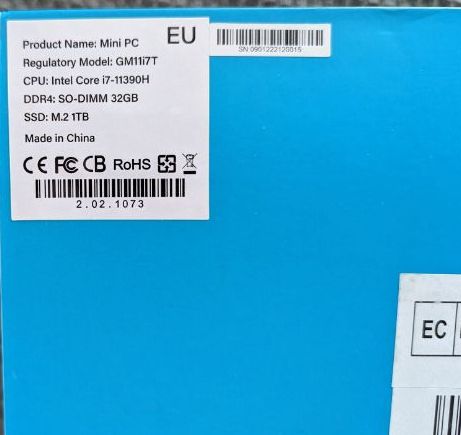 EU
Product Name: Mini PC
Regulatory Model: GM11i7T
CPU: Intel Core i7-11390H
DDR4: SO-DIMM 32GB
SSD: M.2 1TB
Made in China
CE FC CB RoHS
2.02.1073
SN 0901222120015
EC